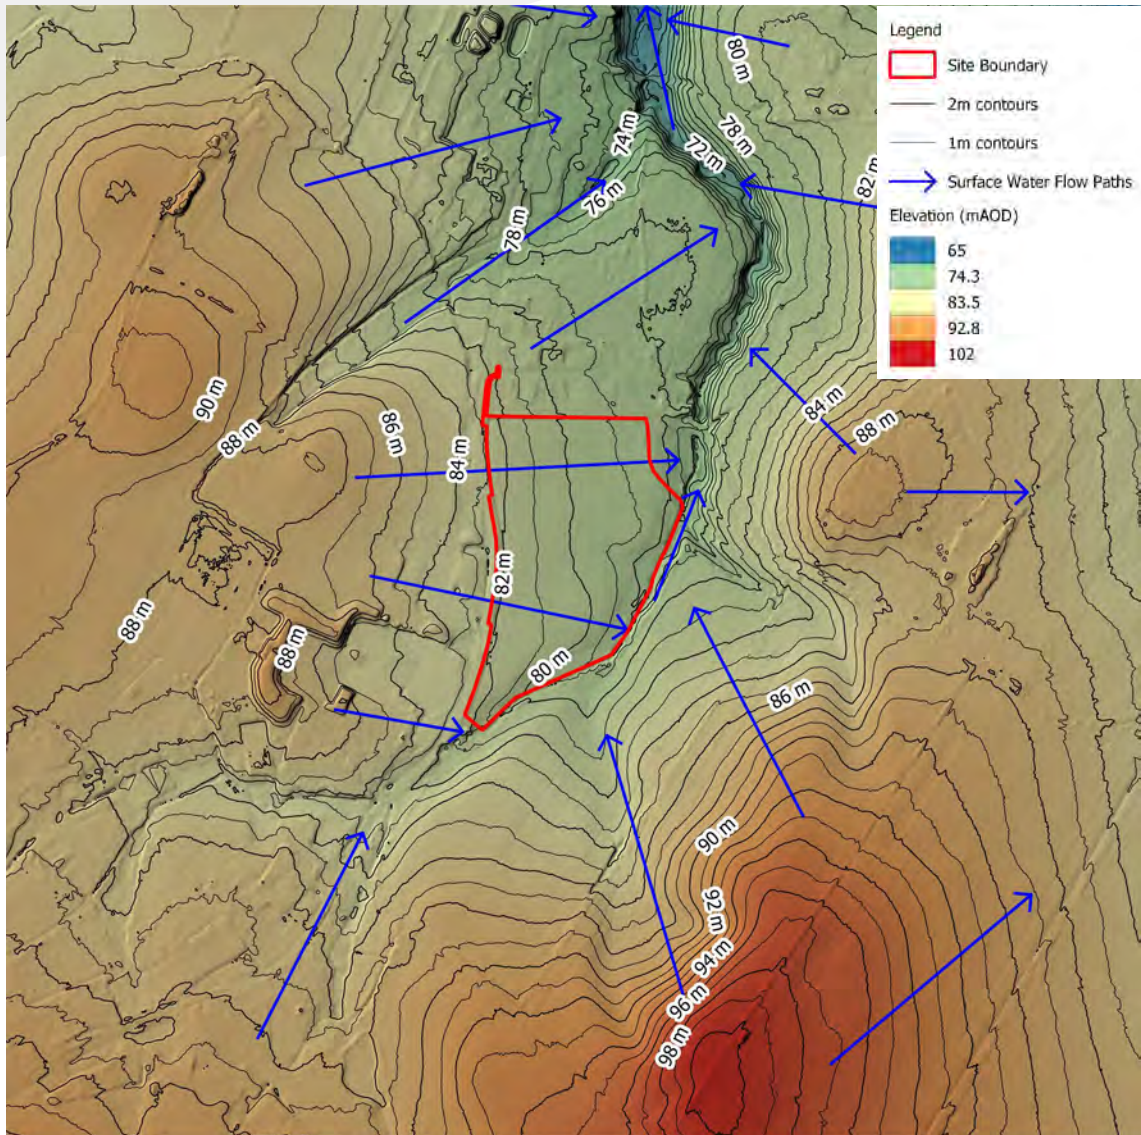 Legend
Site Boundary
2m contours
1m contours
Surface Water Flow Paths
Elevation (mAOD)
65
74.3
83.5
92.8
102
80 m
78 m
74 m
72 m
82 m
76 m
78 m
90 m
88 m
86 m
84 m
84 m
88 m
82 m
88 m
88 m
80 m
86 m
90 m
92 m
94 m
96 m
98 m